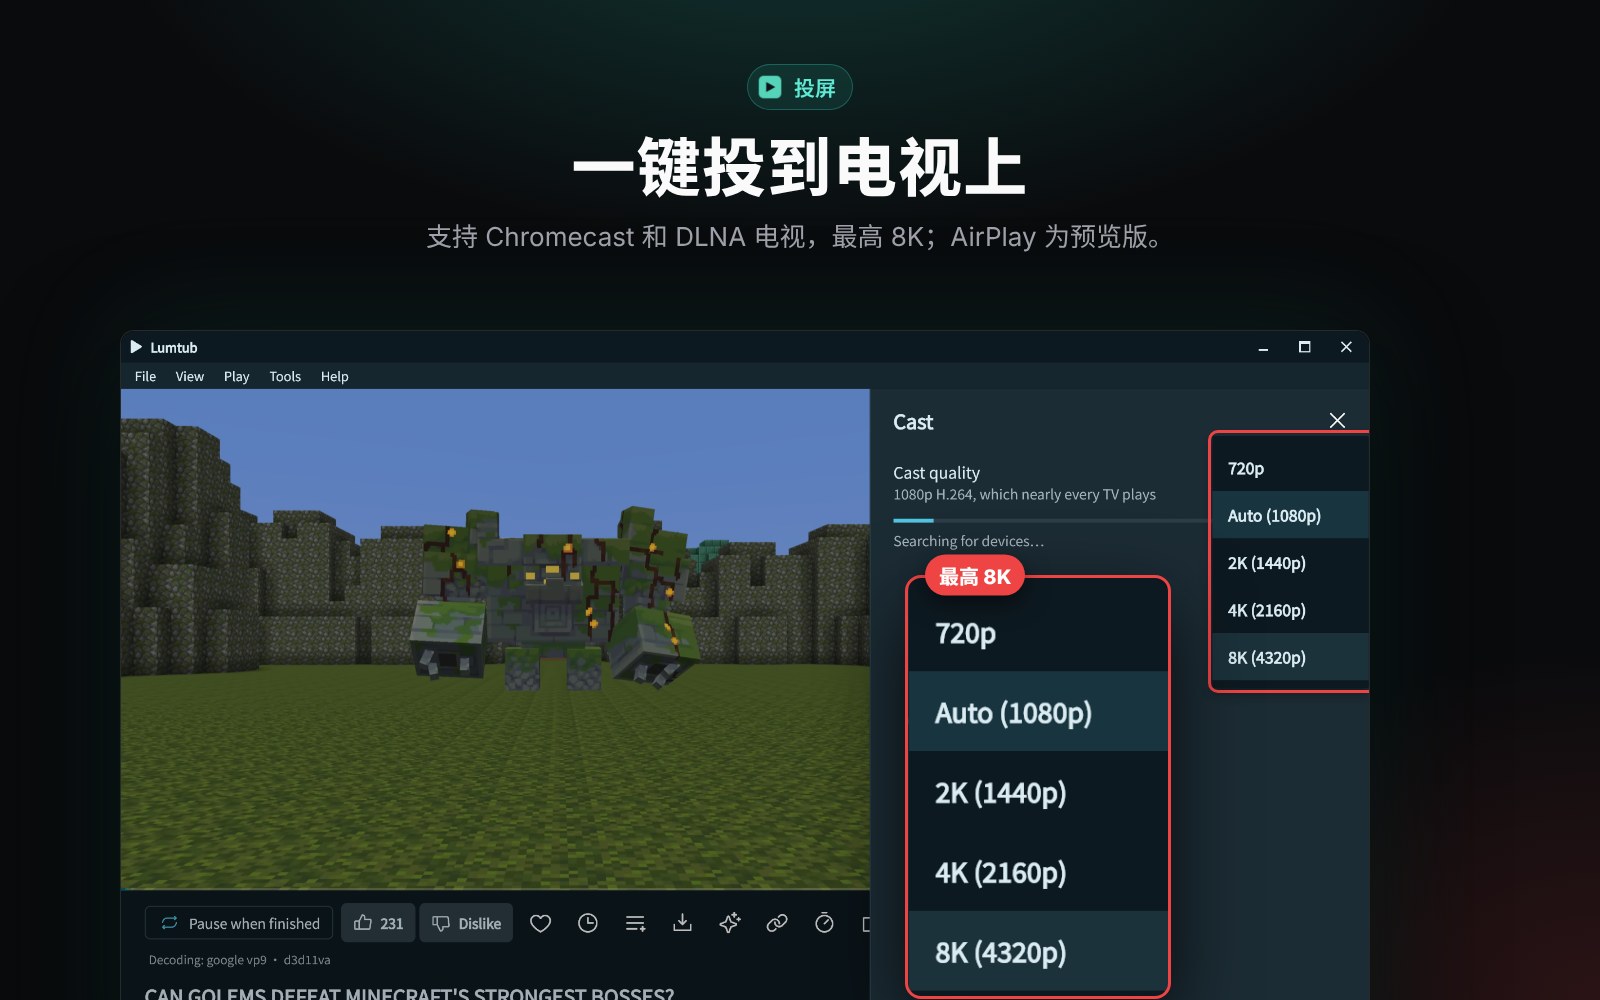 投屏
一键投到电视上
支持 Chromecast 和 DLNA 电视，最高 8K；AirPlay 为预览版。
Lumtub
File View Play Tools Help
Cast
Cast quality
1080p H.264, which nearly every TV plays
Searching for devices...
720p
Auto (1080p)
2K (1440p)
4K (2160p)
8K (4320p)
最高 8K
720p
Auto (1080p)
2K (1440p)
4K (2160p)
8K (4320p)
Pause when finished 231 Dislike
Decoding: google vp9 • d3d11va
CAN GOLEMS DEFEAT MINECRAFT'S STRONGEST BOSSES?